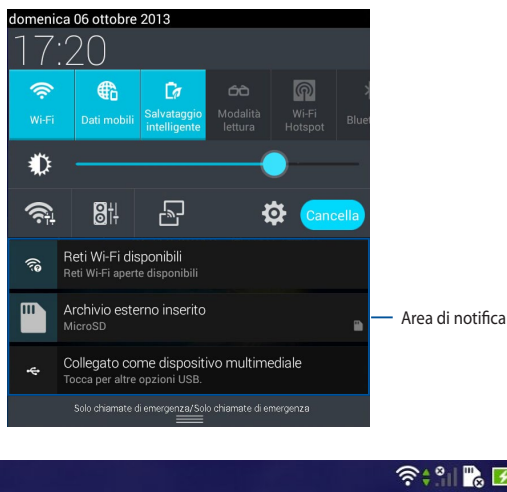 domenica 06 ottobre 2013
17:20
Wi-Fi
Dati mobili
Salvataggio
intelligente
Modalità
lettura
Wi-Fi
Hotspot
Cancella
Reti Wi-Fi disponibili
Reti Wi-Fi aperte disponibili
Archivio esterno inserito
MicroSD
Area di notifica
Collegato come dispositivo multimediale
Tocca per altre opzioni USB.
Solo chiamate di emergenza/Solo chiamate di emergenza